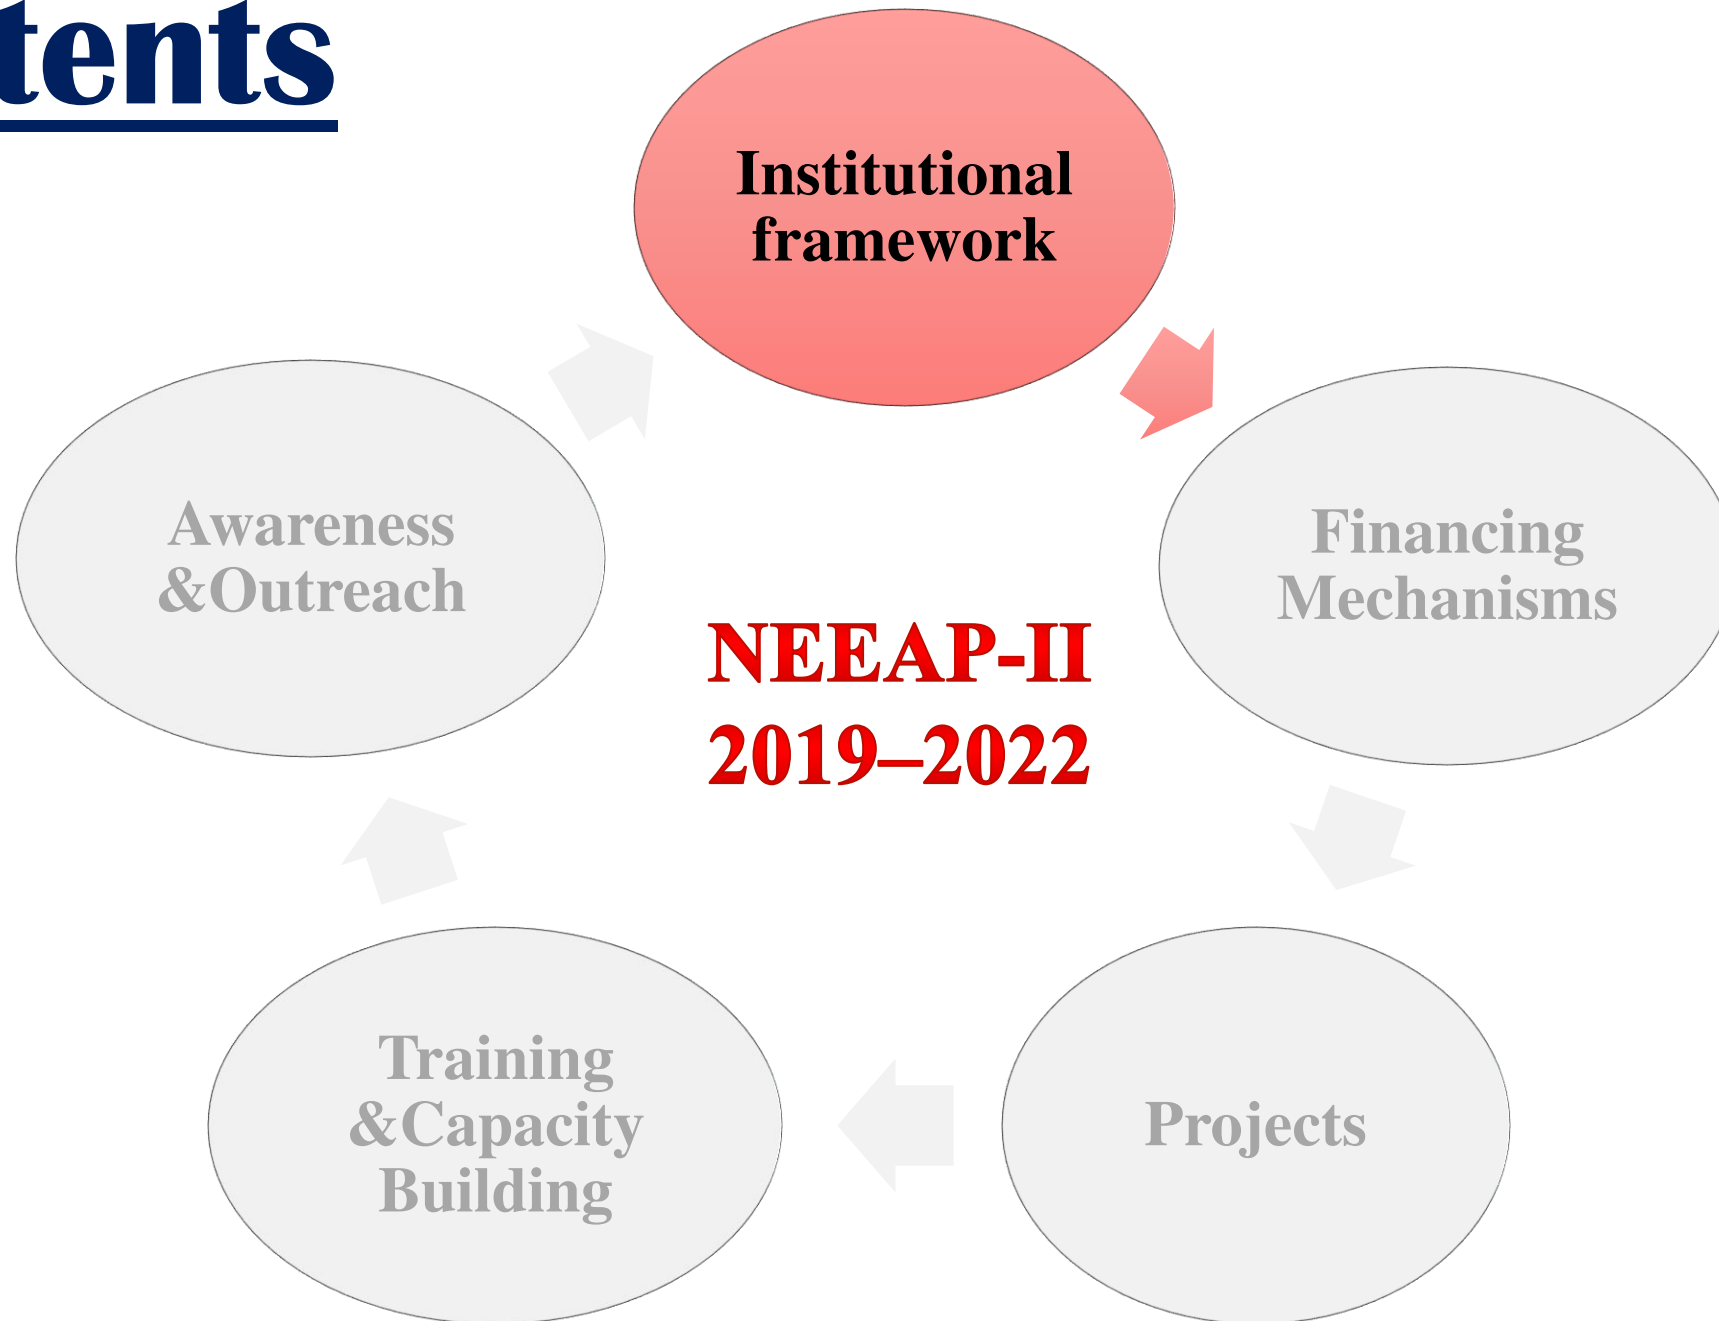 tents
Institutional
framework
Awareness
&Outreach
Financing
Mechanisms
NEEAP-II
2019–2022
Training
&Capacity
Building
Projects